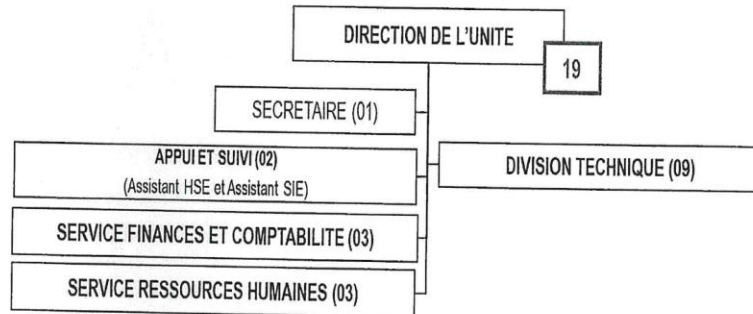 DIRECTION DE L'UNITE
19
SECRETAIRE (01)
APPUI ET SUIVI (02)
(Assistant HSE et Assistant SIE)
DIVISION TECHNIQUE (09)
SERVICE FINANCES ET COMPTABILITE (03)
SERVICE RESSOURCES HUMAINES (03)